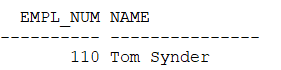 EMPL_NUM NAME
---------- ---------------
110 Tom Synder